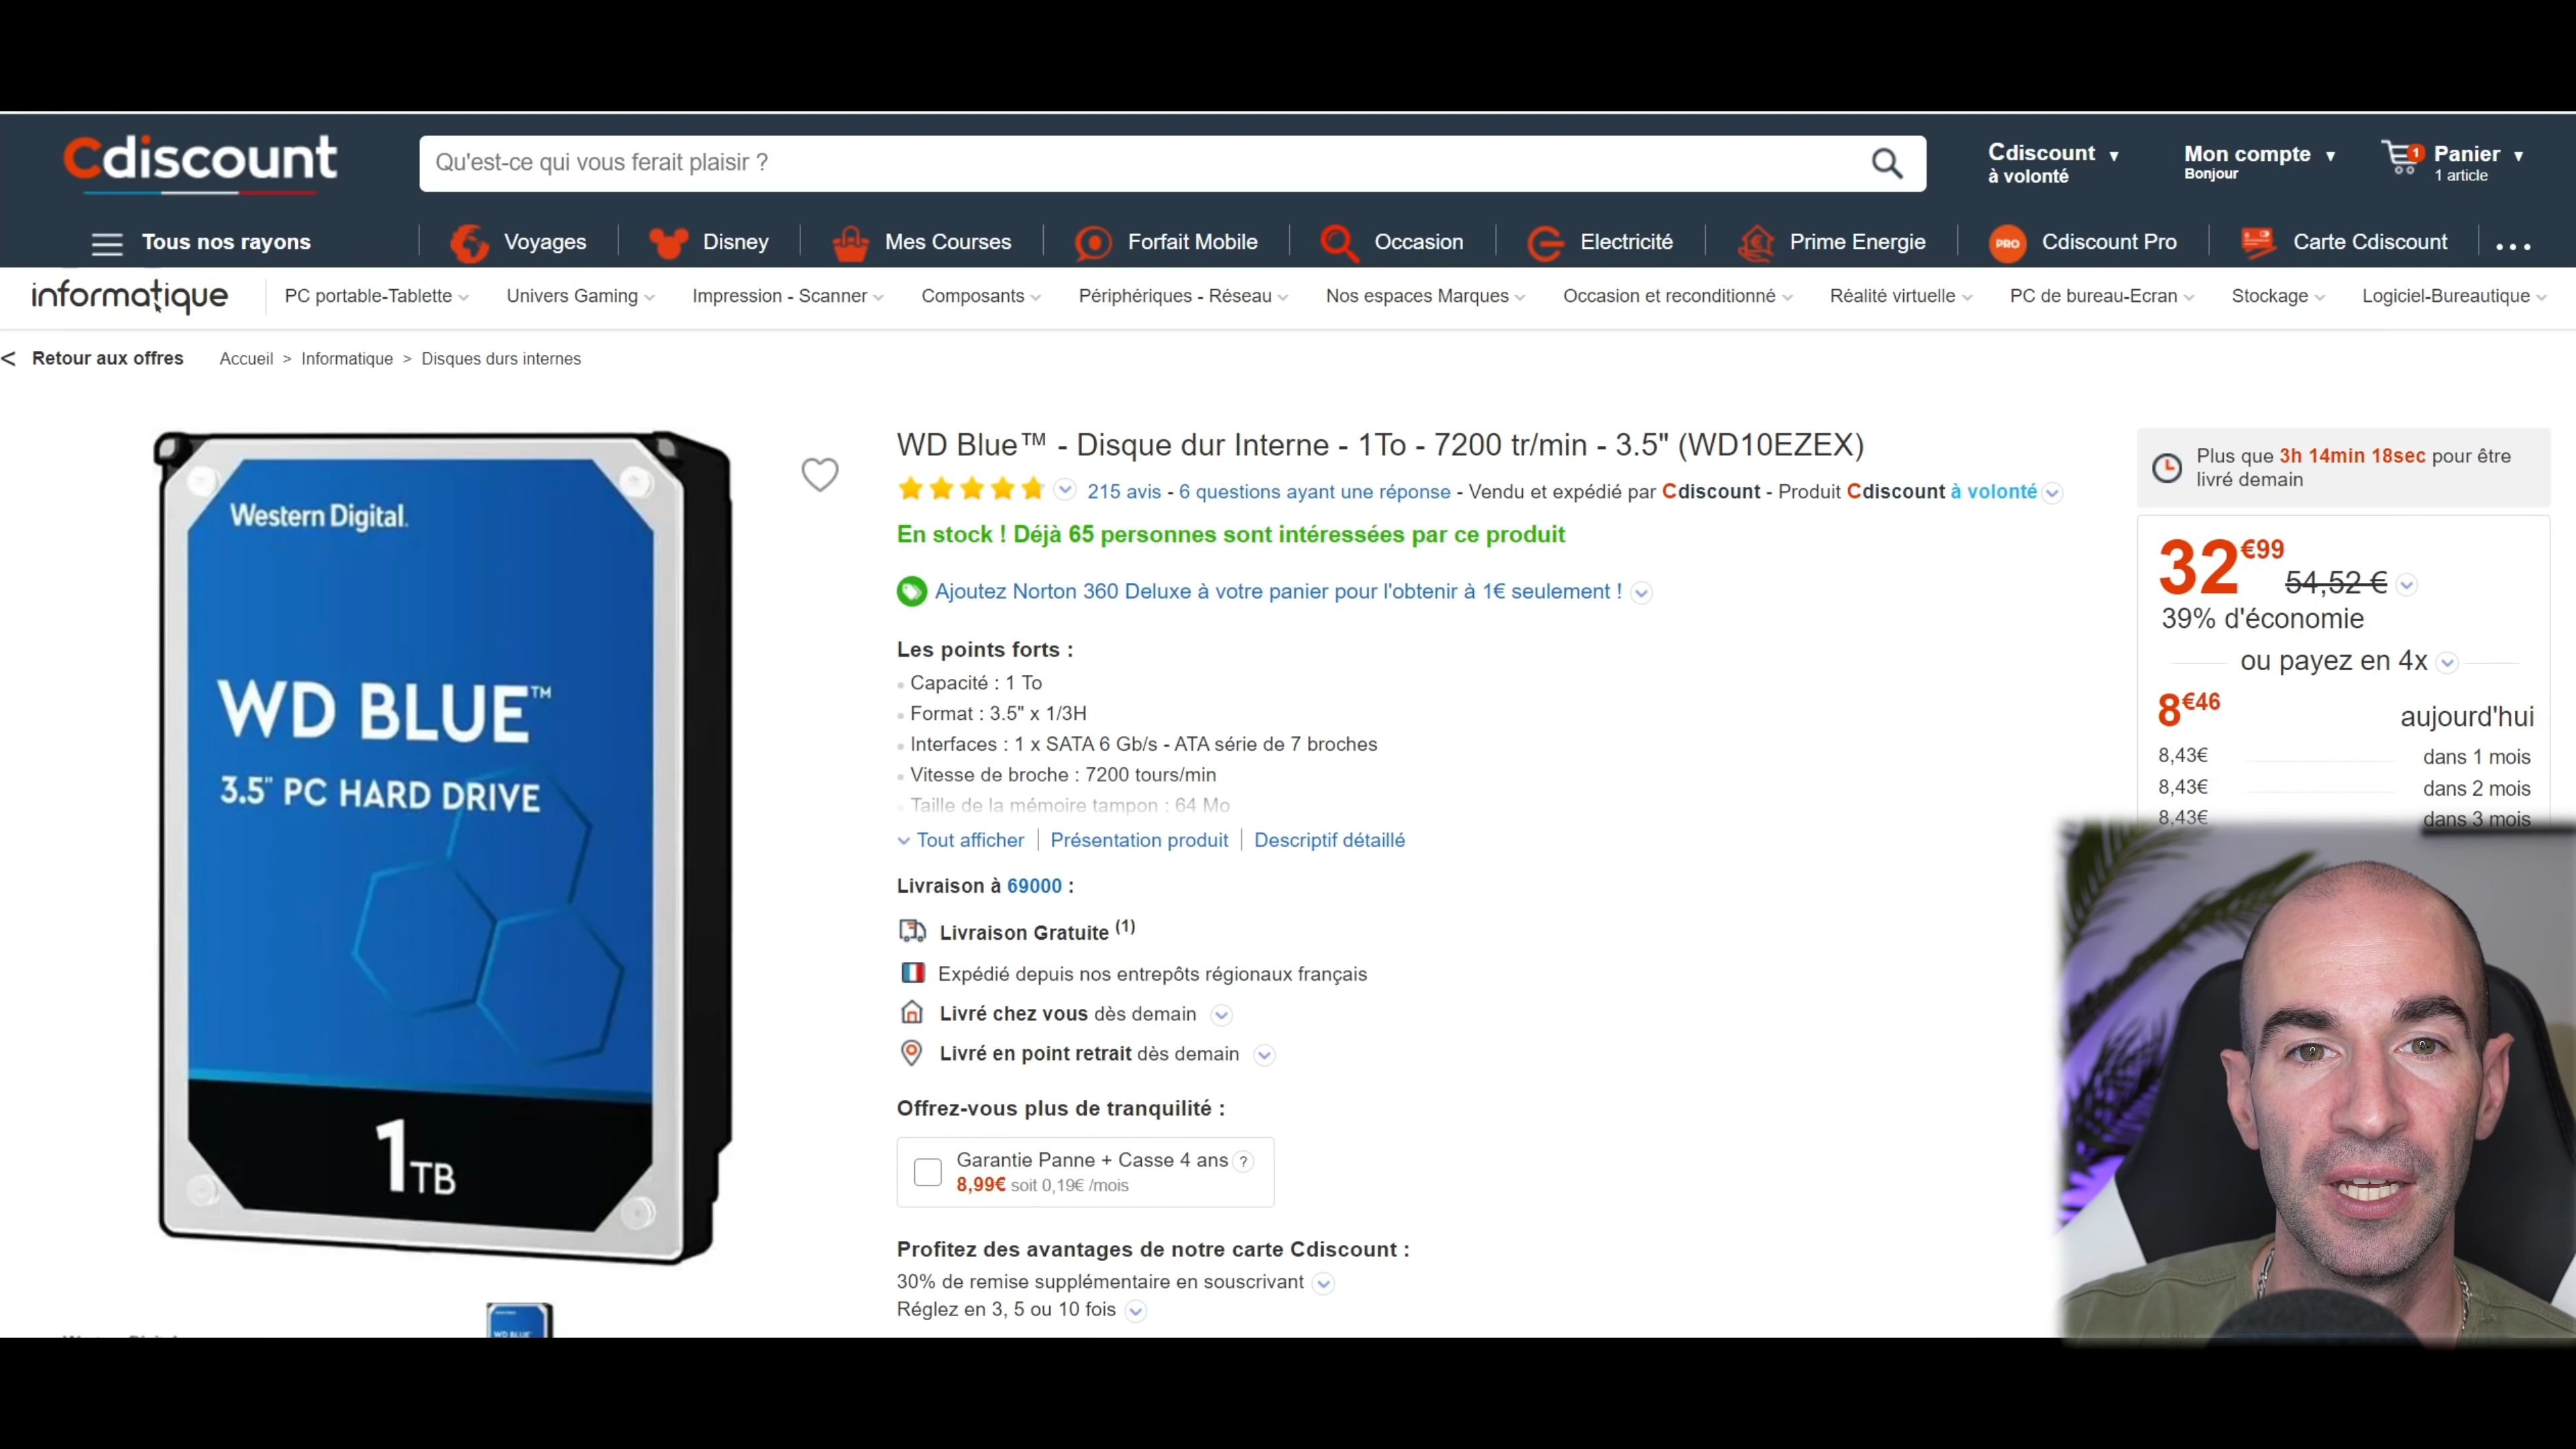 Cdiscount
Qu'est-ce qui vous ferait plaisir ?
Cdiscount
à volonté
Mon compte
Bonjour
1
Panier
1 article
Tous nos rayons
Voyages
Disney
Mes Courses
Forfait Mobile
Occasion
Electricité
Prime Energie
PRO
Cdiscount Pro
Carte Cdiscount
...
informatique
PC portable-Tablette
Univers Gaming
Impression - Scanner
Composants
Périphériques - Réseau
Nos espaces Marques
Occasion et reconditionné
Réalité virtuelle
PC de bureau-Ecran
Stockage
Logiciel-Bureautique
< Retour aux offres
Accueil > Informatique > Disques durs internes
Western Digital.
WD BLUE™
3.5" PC HARD DRIVE
1TB
WD Blue™ - Disque dur Interne - 1To - 7200 tr/min - 3.5" (WD10EZEX)
215 avis - 6 questions ayant une réponse - Vendu et expédié par Cdiscount - Produit Cdiscount à volonté
En stock ! Déjà 65 personnes sont intéressées par ce produit
Ajoutez Norton 360 Deluxe à votre panier pour l'obtenir à 1€ seulement !
Les points forts :
Capacité : 1 To
Format : 3.5" x 1/3H
Interfaces : 1 x SATA 6 Gb/s - ATA série de 7 broches
Vitesse de broche : 7200 tours/min
Taille de la mémoire tampon : 64 Mo
Tout afficher | Présentation produit | Descriptif détaillé
Livraison à 69000 :
Livraison Gratuite (1)
Expédié depuis nos entrepôts régionaux français
Livré chez vous dès demain
Livré en point retrait dès demain
Offrez-vous plus de tranquilité :
Garantie Panne + Casse 4 ans ?
8,99€ soit 0,19€ /mois
Profitez des avantages de notre carte Cdiscount :
30% de remise supplémentaire en souscrivant
Réglez en 3, 5 ou 10 fois
Plus que 3h 14min 18sec pour être
livré demain
32€99 54,52 €
39% d'économie
ou payez en 4x
8€46 aujourd'hui
8,43€ dans 1 mois
8,43€ dans 2 mois
8,43€ dans 3 mois
WD BLUE